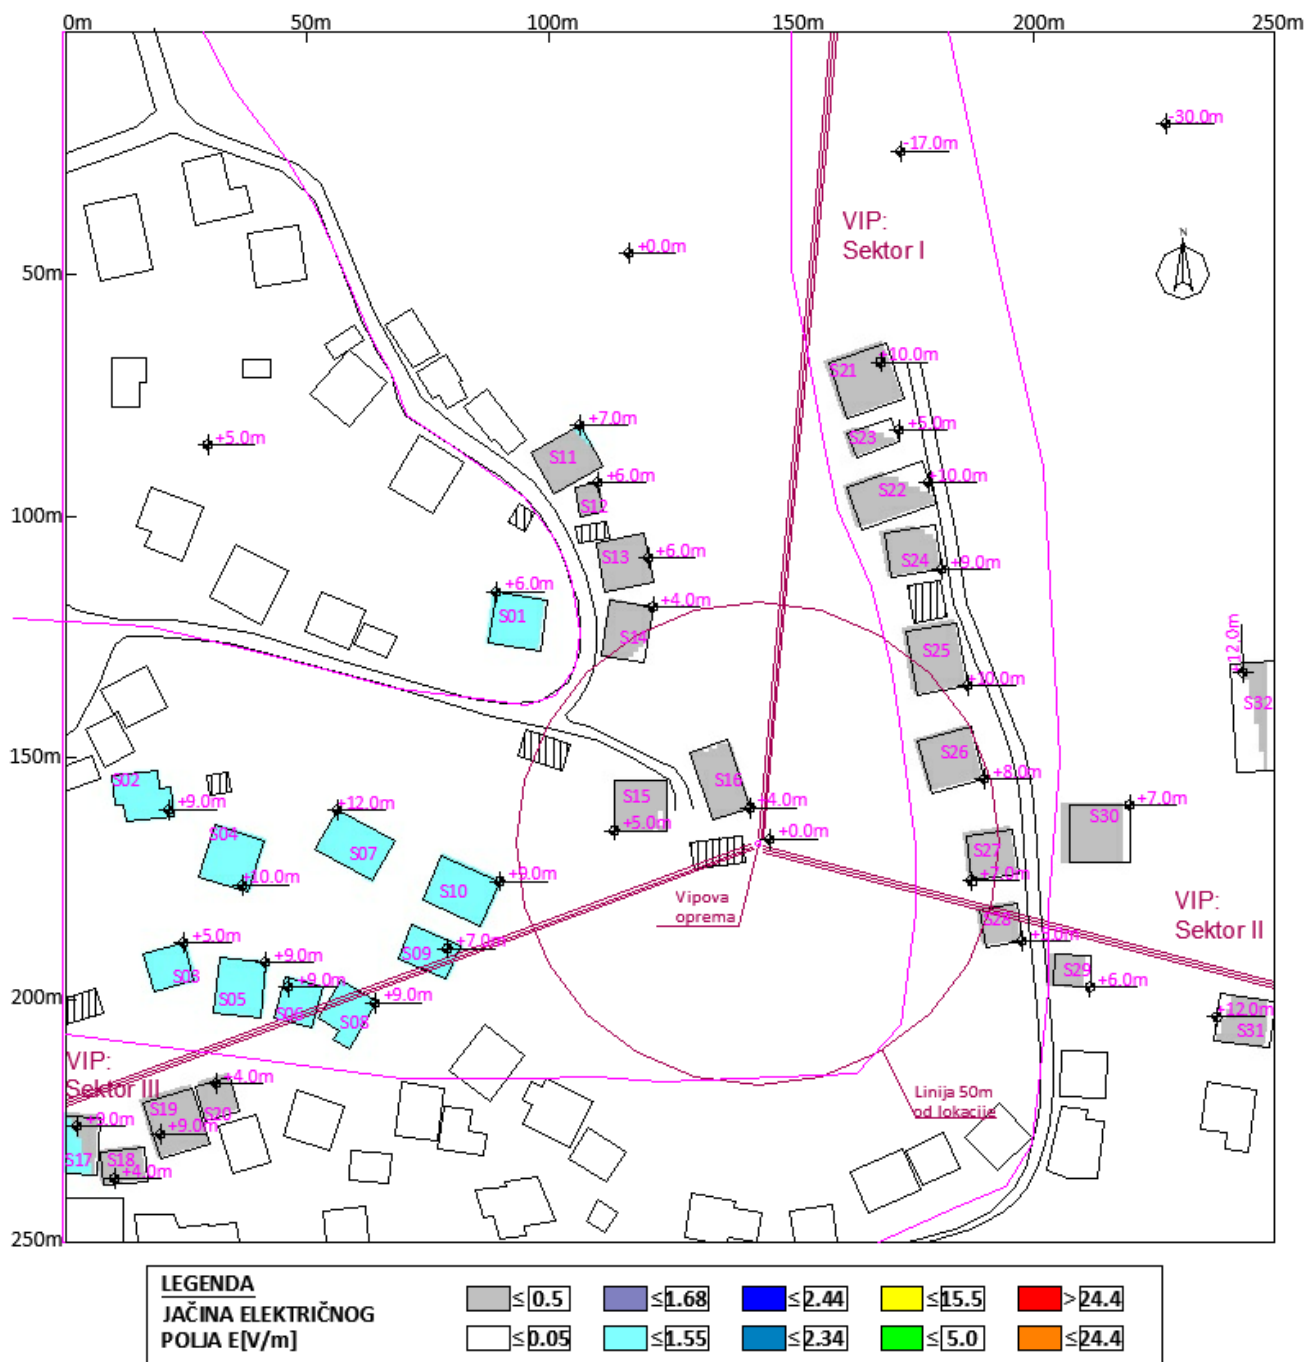 0m
50m
100m
150m
200m
250m
-30.0m
-17.0m
VIP:
Sektor I
N
+0.0m
50m
+10.0m
S21
+7.0m
+5.0m
S23
+5.0m
S11
+6.0m
+10.0m
S22
S12
100m
+6.0m
S13
S24
+9.0m
+6.0m
S01
+4.0m
S14
S25
+12.0m
+10.0m
S32
150m
S26
S02
S16
+8.0m
+9.0m
+12.0m
S15
+4.0m
+7.0m
S30
+5.0m
+0.0m
S04
S07
S27
+10.0m
+9.0m
S10
+7.0m
Vipova
oprema
VIP:
Sektor II
S28
+5.0m
+7.0m
S09
+5.0m
S03
+9.0m
S29
+6.0m
200m
S05
+9.0m
S06
+9.0m
S08
+12.0m
S31
VIP:
Sektor III
+4.0m
S19
S20
Linija 50m
od lokacije
+9.0m
+9.0m
S17
S18
+4.0m
250m
LEGENDA
JAČINA ELEKTRIČNOG
POLJA E[V/m]
≤0.5
≤1.68
≤2.44
≤15.5
>24.4
≤0.05
≤1.55
≤2.34
≤5.0
≤24.4